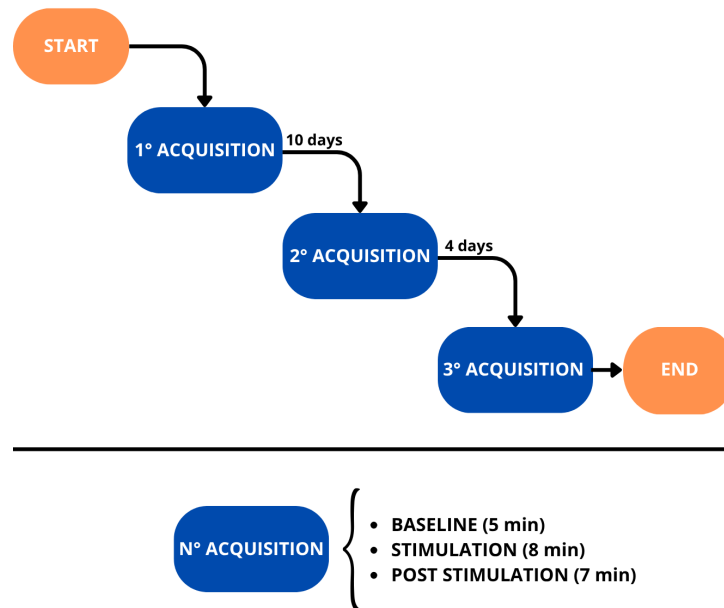 START
1° ACQUISITION
10 days
2° ACQUISITION
4 days
3° ACQUISITION
END
N° ACQUISITION
• BASELINE (5 min)
• STIMULATION (8 min)
• POST STIMULATION (7 min)